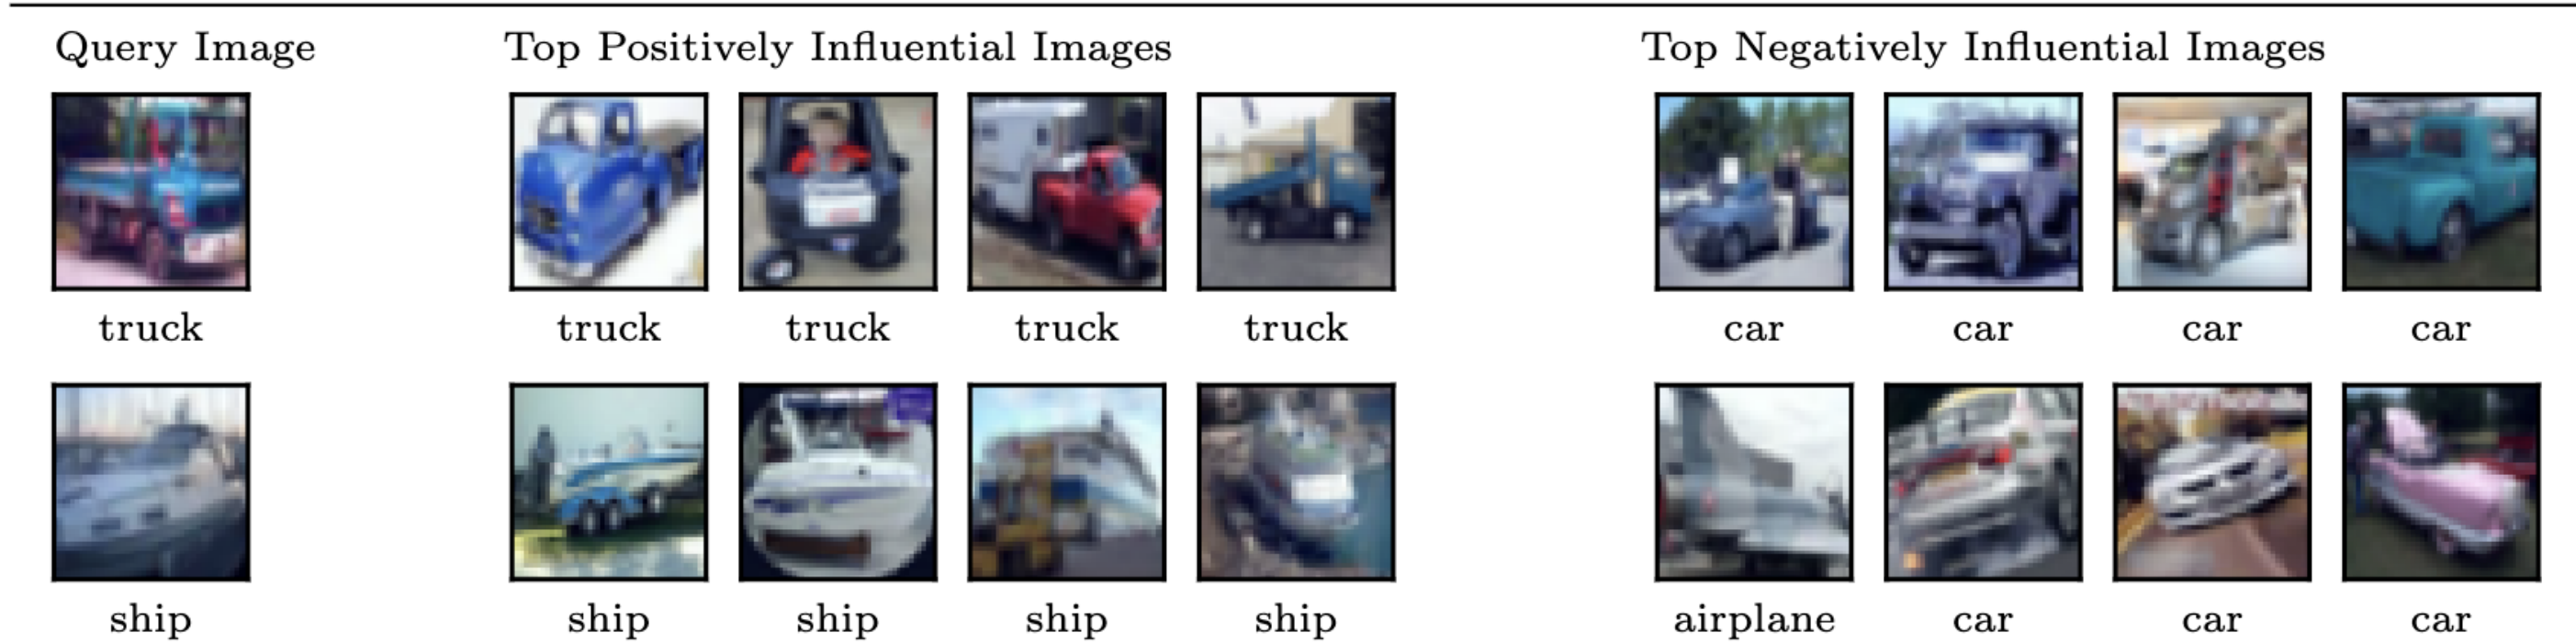 Query Image Top Positively Influential Images Top Negatively Influential Images
truck truck truck truck truck car car car car
ship ship ship ship ship airplane car car car